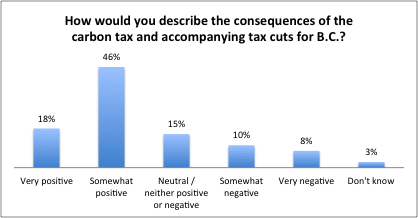 How would you describe the consequences of the
carbon tax and accompanying tax cuts for B.C.?
46%
18%
15%
10%
8%
3%
Very positive
Somewhat
positive
Neutral /
neither positive
or negative
Somewhat
negative
Very negative
Don't know